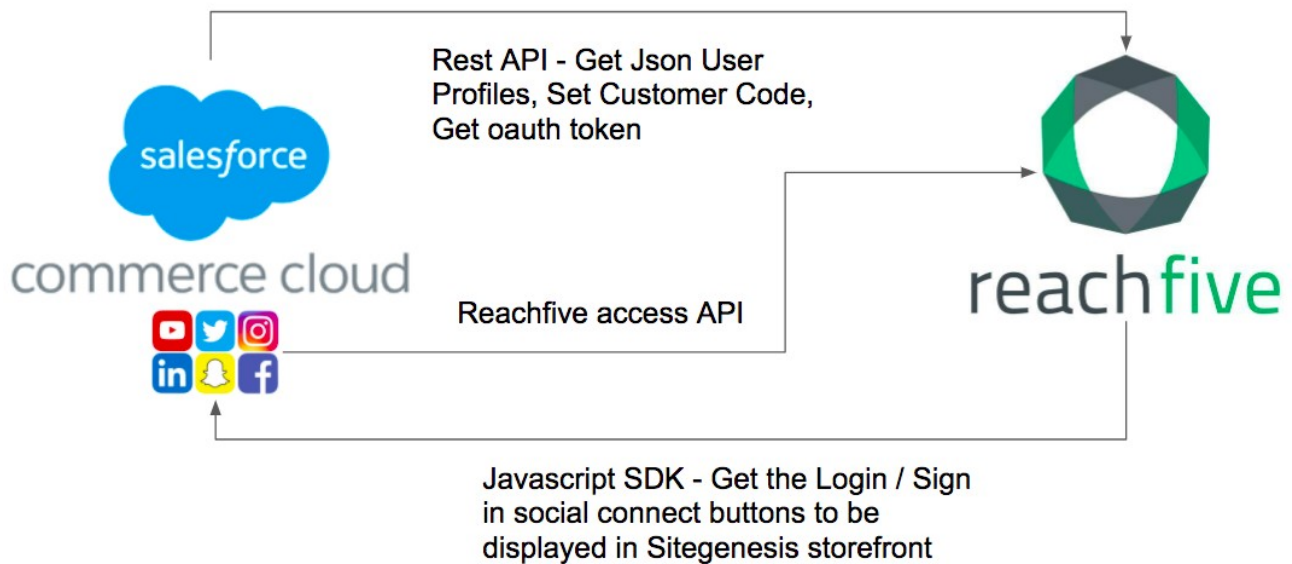 Rest API - Get Json User
Profiles, Set Customer Code,
Get oauth token
salesforce
commerce cloud
reachfive
Reachfive access API
in
f
Javascript SDK - Get the Login / Sign
in social connect buttons to be
displayed in Sitegenesis storefront